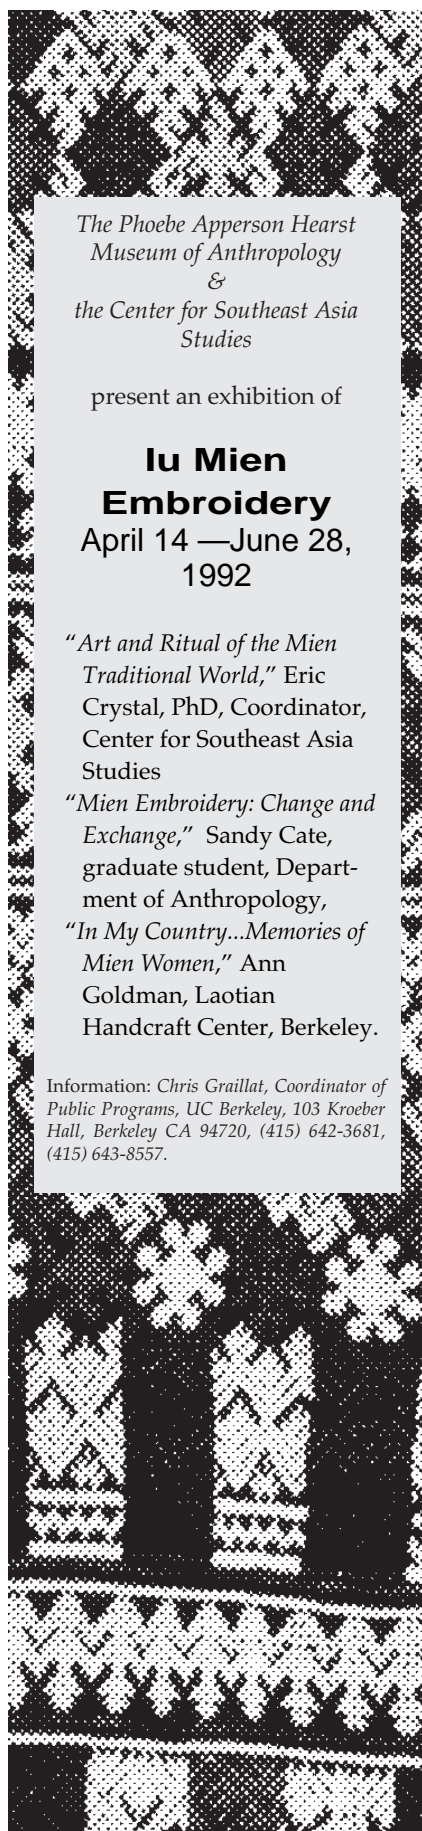 The Phoebe Apperson Hearst
Museum of Anthropology
&
the Center for Southeast Asia
Studies
present an exhibition of
Iu Mien
Embroidery
April 14 —June 28,
1992
“Art and Ritual of the Mien
Traditional World,” Eric
Crystal, PhD, Coordinator,
Center for Southeast Asia
Studies
“Mien Embroidery: Change and
Exchange,” Sandy Cate,
graduate student, Depart-
ment of Anthropology,
“In My Country...Memories of
Mien Women,” Ann
Goldman, Laotian
Handcraft Center, Berkeley.
Information: Chris Graillat, Coordinator of
Public Programs, UC Berkeley, 103 Kroeber
Hall, Berkeley CA 94720, (415) 642-3681,
(415) 643-8557.